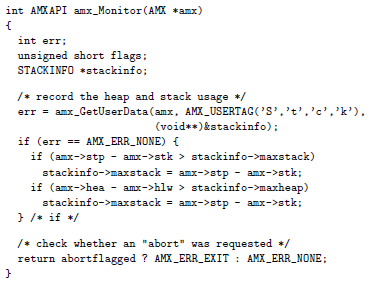 int AMXAPI amx_Monitor(AMX *amx)
{
  int err;
  unsigned short flags;
  STACKINFO *stackinfo;

  /* record the heap and stack usage */
  err = amx_GetUserData(amx, AMX_USERTAG('S','t','c','k'),
                        (void**)&stackinfo);
  if (err == AMX_ERR_NONE) {
    if (amx->stp - amx->stk > stackinfo->maxstack)
      stackinfo->maxstack = amx->stp - amx->stk;
    if (amx->hea - amx->hlw > stackinfo->maxheap)
      stackinfo->maxstack = amx->stp - amx->stk;
  } /* if */

  /* check whether an "abort" was requested */
  return abortflagged ? AMX_ERR_EXIT : AMX_ERR_NONE;
}